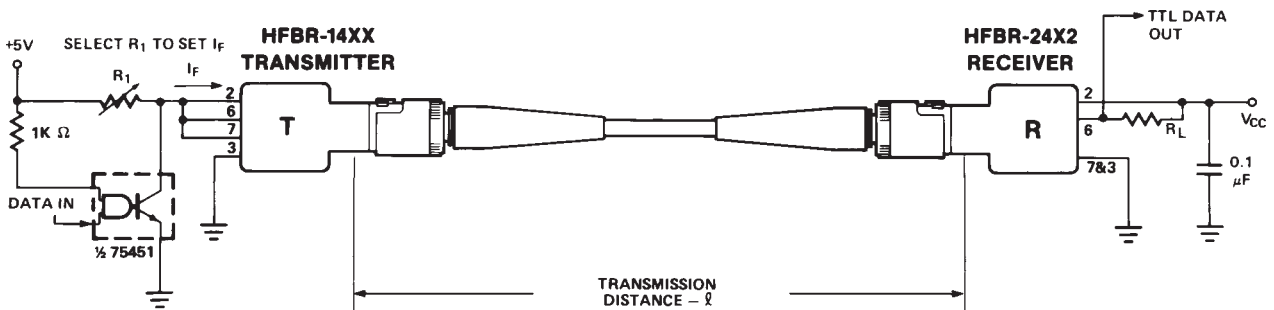 +5V
SELECT R1 TO SET IF
R1
IF
1K Ω
DATA IN
½ 75451
HFBR-14XX
TRANSMITTER
2
6
7
3
T
TRANSMISSION
DISTANCE – ℓ
HFBR-24X2
RECEIVER
R
2
6
7&3
TTL DATA
OUT
RL
VCC
0.1
μF